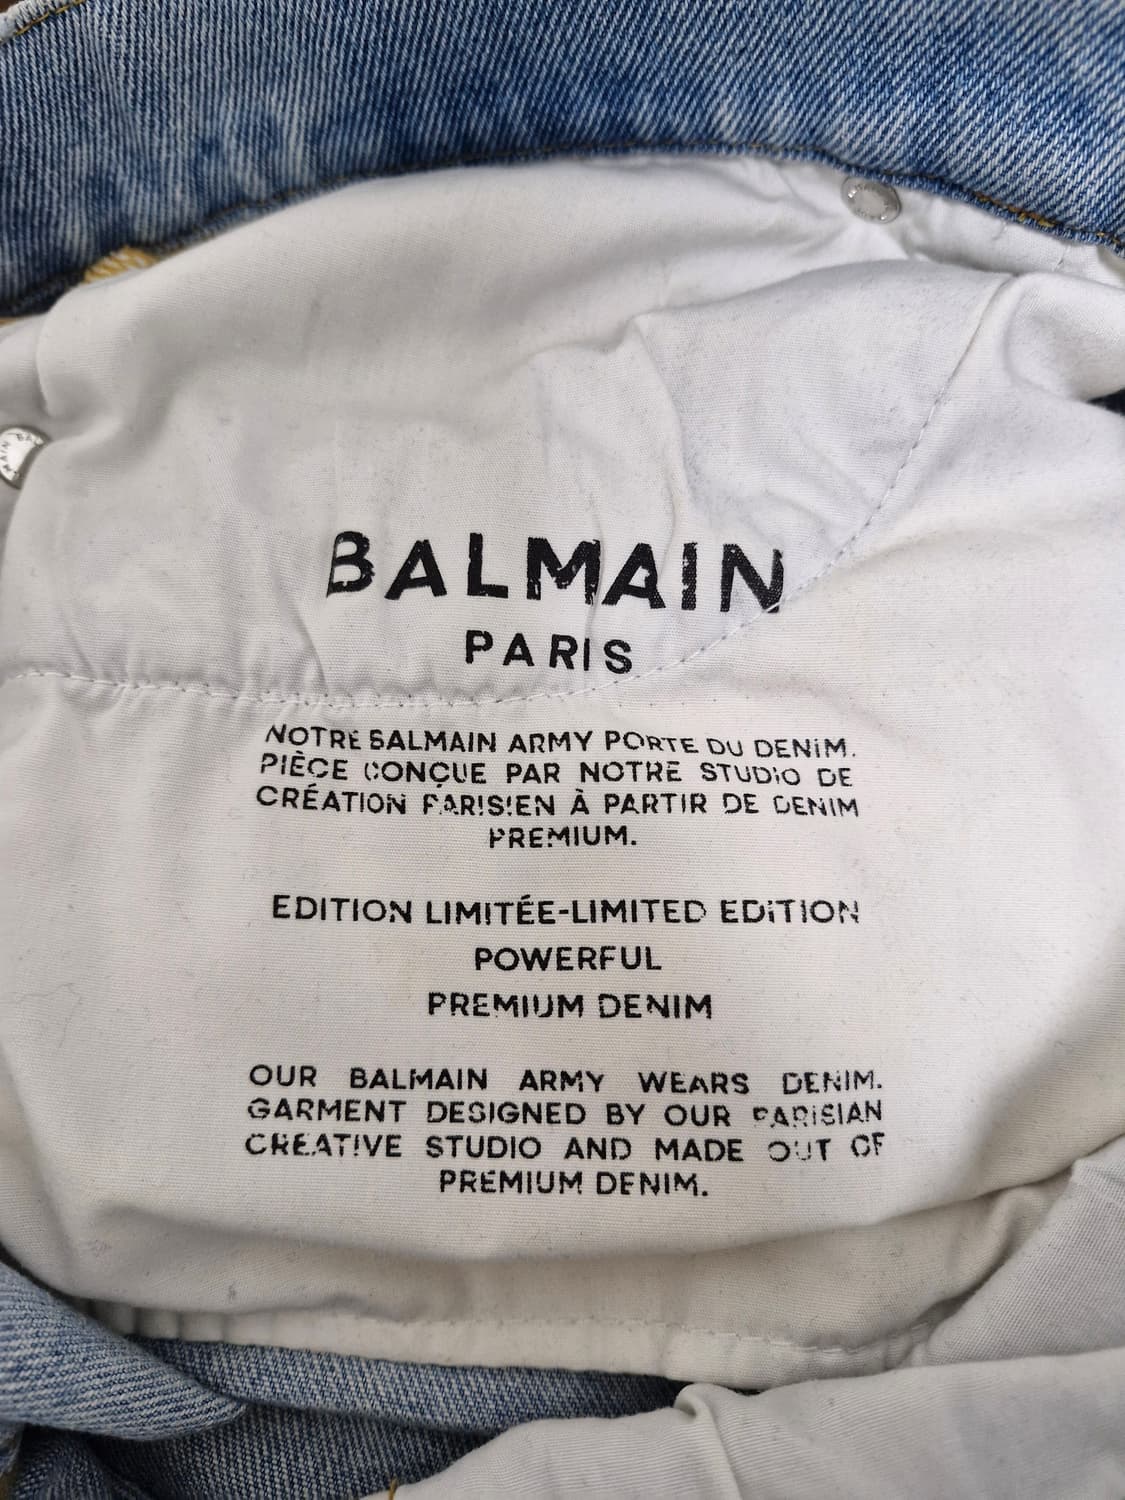 BALMAIN
PARIS
NOTRE BALMAIN ARMY PORTE DU DENIM.
PIÈCE CONÇUE PAR NOTRE STUDIO DE
CRÉATION PARISIEN À PARTIR DE DENIM
PREMIUM.
EDITION LIMITÉE-LIMITED EDITION
POWERFUL
PREMIUM DENIM
OUR BALMAIN ARMY WEARS DENIM.
GARMENT DESIGNED BY OUR PARISIAN
CREATIVE STUDIO AND MADE OUT OF
PREMIUM DENIM.